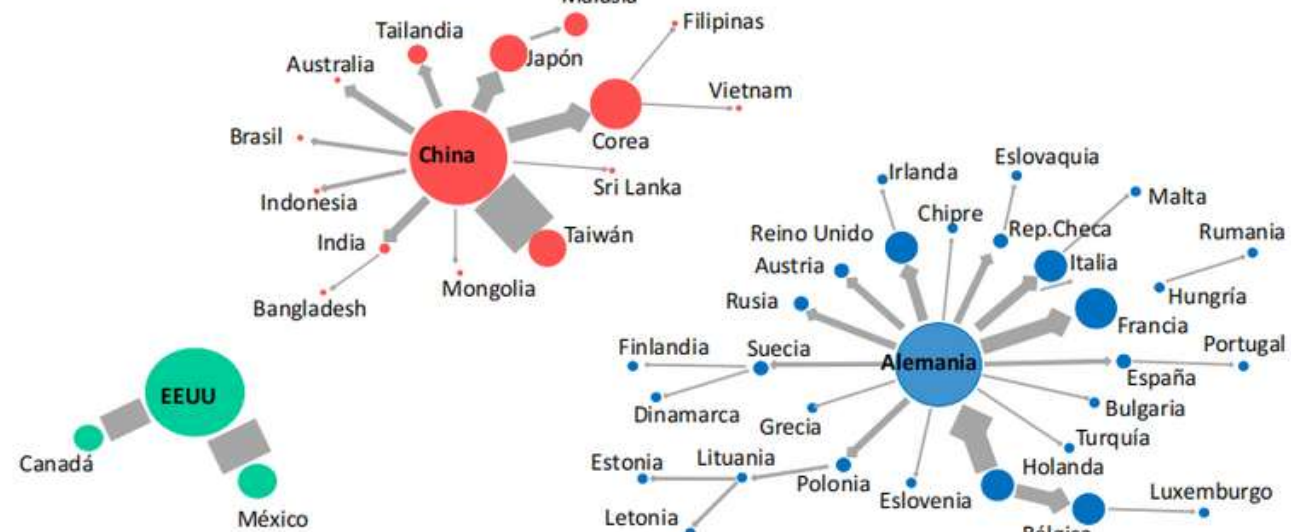 Malasia
Filipinas
Tailandia
Japón
Australia
Vietnam
Brasil
Corea
China
Sri Lanka
Indonesia
India
Taiwán
Mongolia
Bangladesh
EEUU
Canadá
México
Eslovaquia
Irlanda
Malta
Chipre
Reino Unido
Rep.Checa
Rumania
Austria
Italia
Rusia
Hungría
Francia
Finlandia
Suecia
Portugal
Alemania
España
Dinamarca
Bulgaria
Grecia
Turquía
Estonia
Lituania
Holanda
Polonia
Eslovenia
Luxemburgo
Letonia
Bélgica